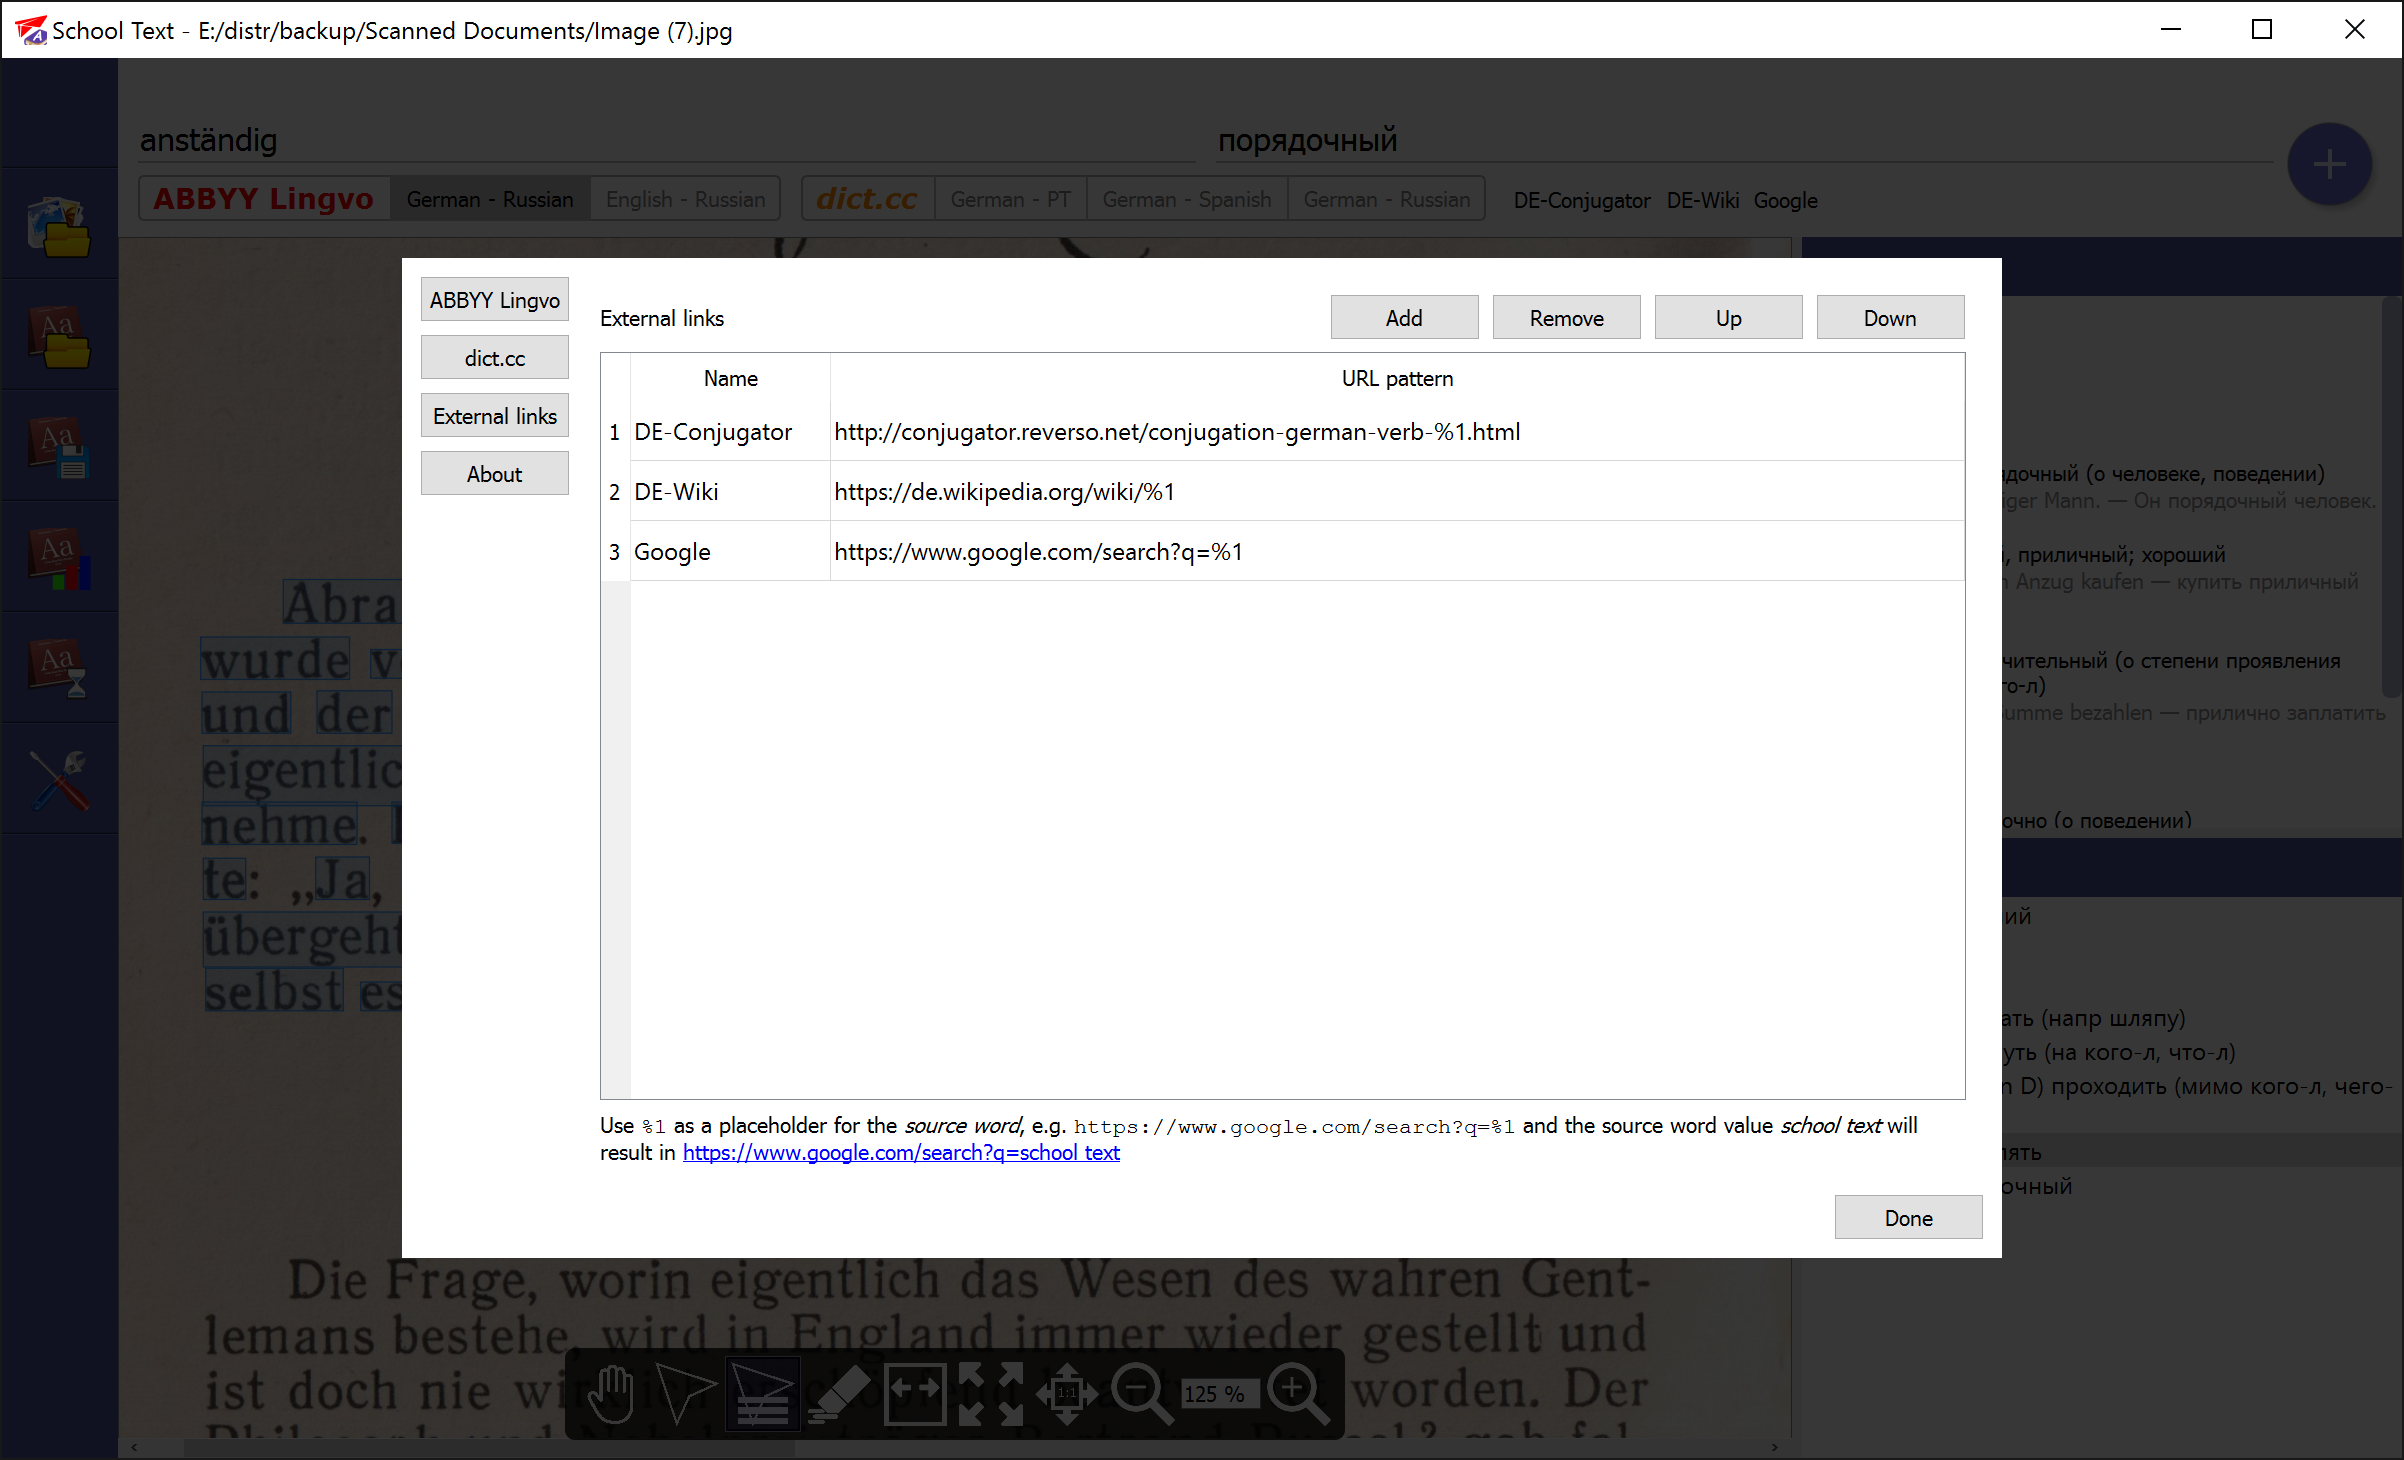 School Text - E:/distr/backup/Scanned Documents/Image (7).jpg
anständig
порядочный
ABBYY Lingvo German - Russian English - Russian dict.cc German - PT German - Spanish German - Russian DE-Conjugator DE-Wiki Google
ABBYY Lingvo
dict.cc
External links
About
External links
Add Remove Up Down
Name URL pattern
1 DE-Conjugator http://conjugator.reverso.net/conjugation-german-verb-%1.html
2 DE-Wiki https://de.wikipedia.org/wiki/%1
3 Google https://www.google.com/search?q=%1
Use %1 as a placeholder for the source word, e.g. https://www.google.com/search?q=%1 and the source word value school text will
result in https://www.google.com/search?q=school text
Done
Abra
wurde
und der
eigentlic
nehme.
te: „Ja,
übergeht
selbst es
Die Frage, worin eigentlich das Wesen des wahren Gent-
lemans bestehe, wird in England immer wieder gestellt und
ist doch nie worden. Der
1:1
125 %
дочный (о человеке, поведении)
iger Mann. — Он порядочный человек.
, приличный; хороший
n Anzug kaufen — купить приличный
чительный (о степени проявления
го-л)
umme bezahlen — прилично заплатить
очно (о поведении)
ий
ать (напр шляпу)
уть (на кого-л, что-л)
n D) проходить (мимо кого-л, чего-
лять
очный